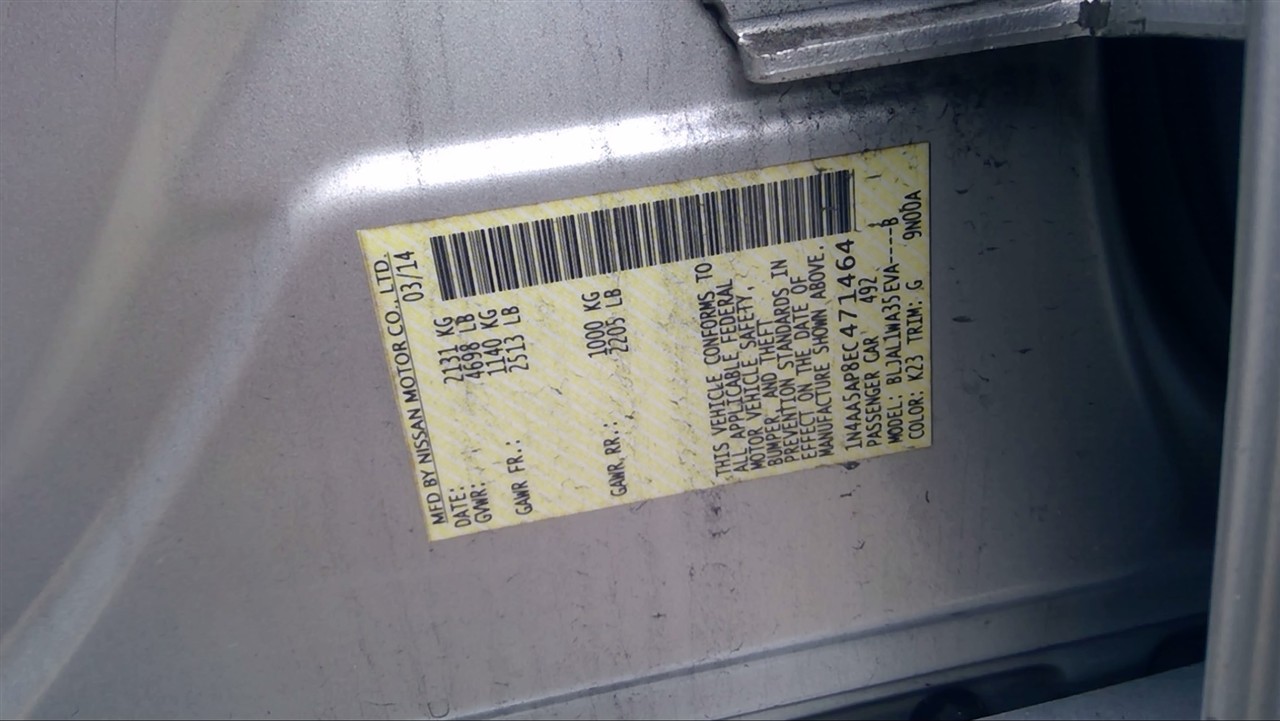 MFD BY NISSAN MOTOR CO., LTD.
DATE: 03/14
GVWR: 2131 KG
4698 LB
GAWR FR.: 1140 KG
2513 LB
GAWR RR.: 1000 KG
2205 LB
THIS VEHICLE CONFORMS TO
ALL APPLICABLE FEDERAL
MOTOR VEHICLE SAFETY,
BUMPER, AND THEFT
PREVENTION STANDARDS IN
EFFECT ON THE DATE OF
MANUFACTURE SHOWN ABOVE.
1N4AA5AP8EC471464
PASSENGER CAR 492
MODEL: BLJALWA35EVA----B
COLOR: K23 TRIM: G 9N00A